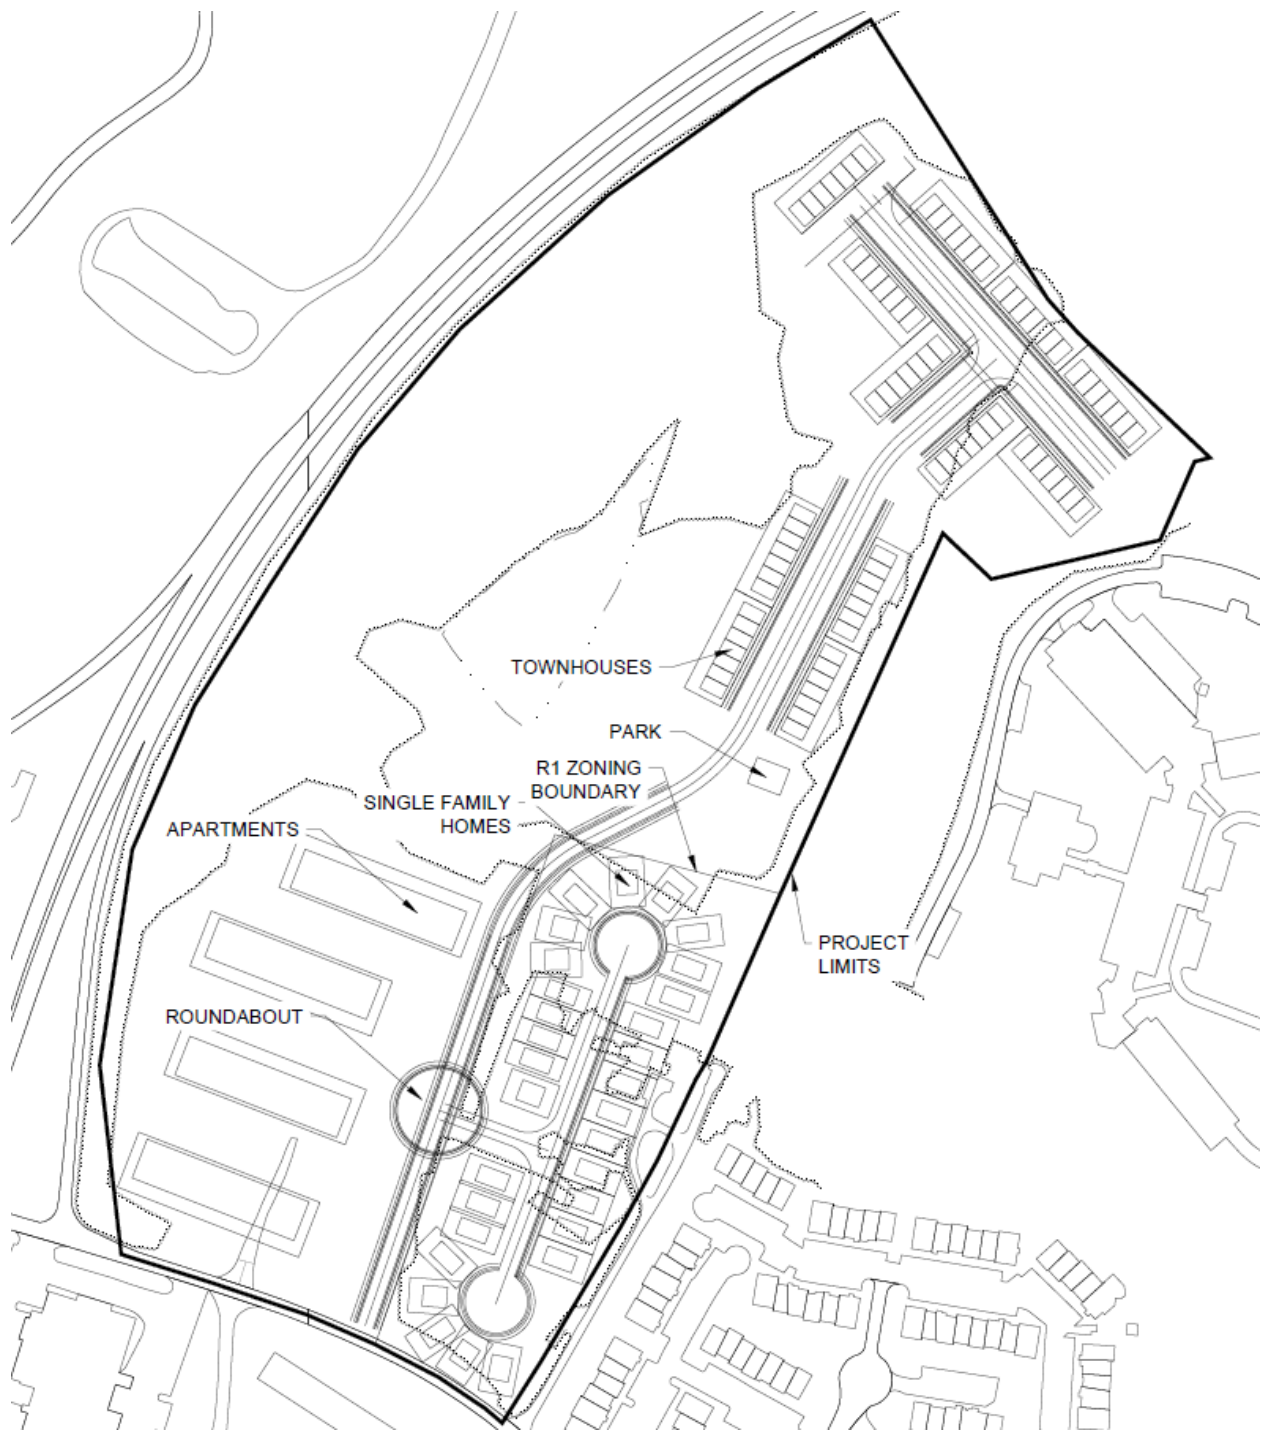 TOWNHOUSES
PARK
R1 ZONING
BOUNDARY
SINGLE FAMILY
HOMES
APARTMENTS
PROJECT
LIMITS
ROUNDABOUT